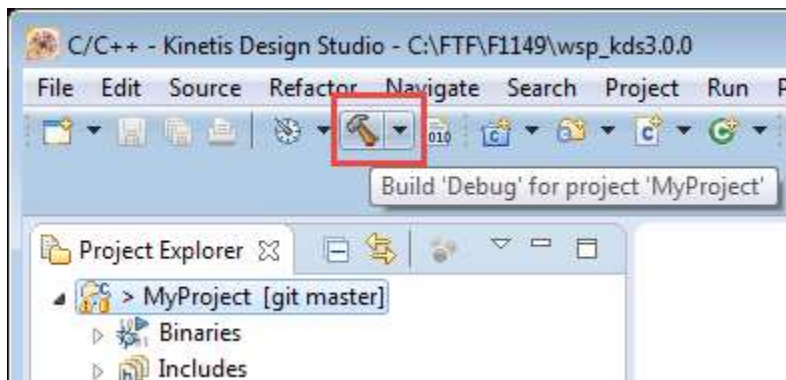 C/C++ - Kinetis Design Studio - C:\FTF\F1149\wsp_kds3.0.0
File Edit Source Refactor Navigate Search Project Run P
010
Build 'Debug' for project 'MyProject'
Project Explorer
> MyProject [git master]
Binaries
Includes